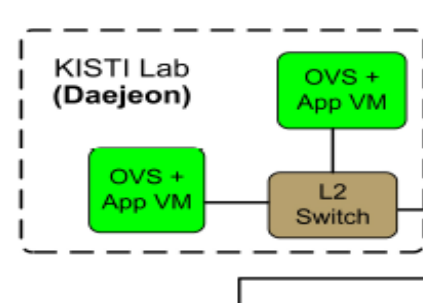 KISTI Lab
(Daejeon)
OVS +
App VM
OVS +
App VM
L2
Switch